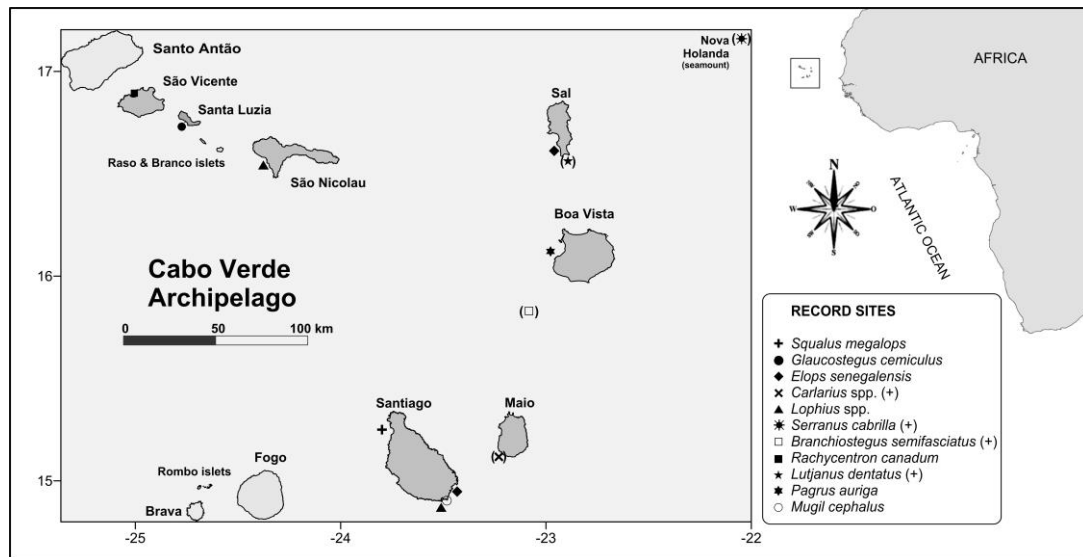 Santo Antão
São Vicente
Santa Luzia
Raso & Branco islets
São Nicolau
Nova
Holanda
(seamount)
Sal
Boa Vista
Cabo Verde
Archipelago
0 50 100 km
Santiago
Maio
Rombo islets
Fogo
Brava
17
16
15
-25 -24 -23 -22
AFRICA
ATLANTIC OCEAN
N
W O
S
RECORD SITES
Squalus megalops
Glaucostegus cemiculus
Elops senegalensis
Carlarius spp. (+)
Lophius spp.
Serranus cabrilla (+)
Branchiostegus semifasciatus (+)
Rachycentron canadum
Lutjanus dentatus (+)
Pagrus auriga
Mugil cephalus